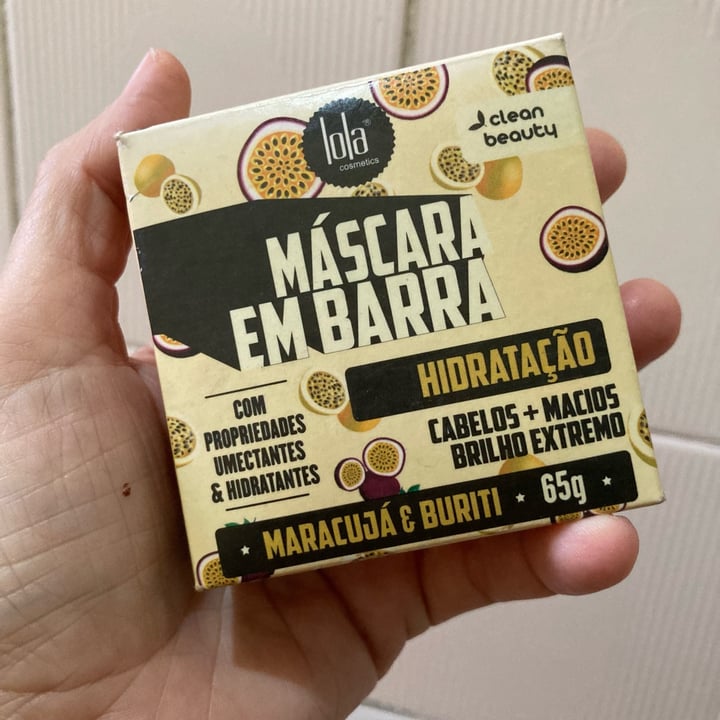 lola®
cosmetics
clean
beauty
MÁSCARA
EM BARRA
HIDRATAÇÃO
CABELOS + MACIOS
BRILHO EXTREMO
COM
PROPRIEDADES
UMECTANTES
& HIDRATANTES
MARACUJÁ & BURITI 65g